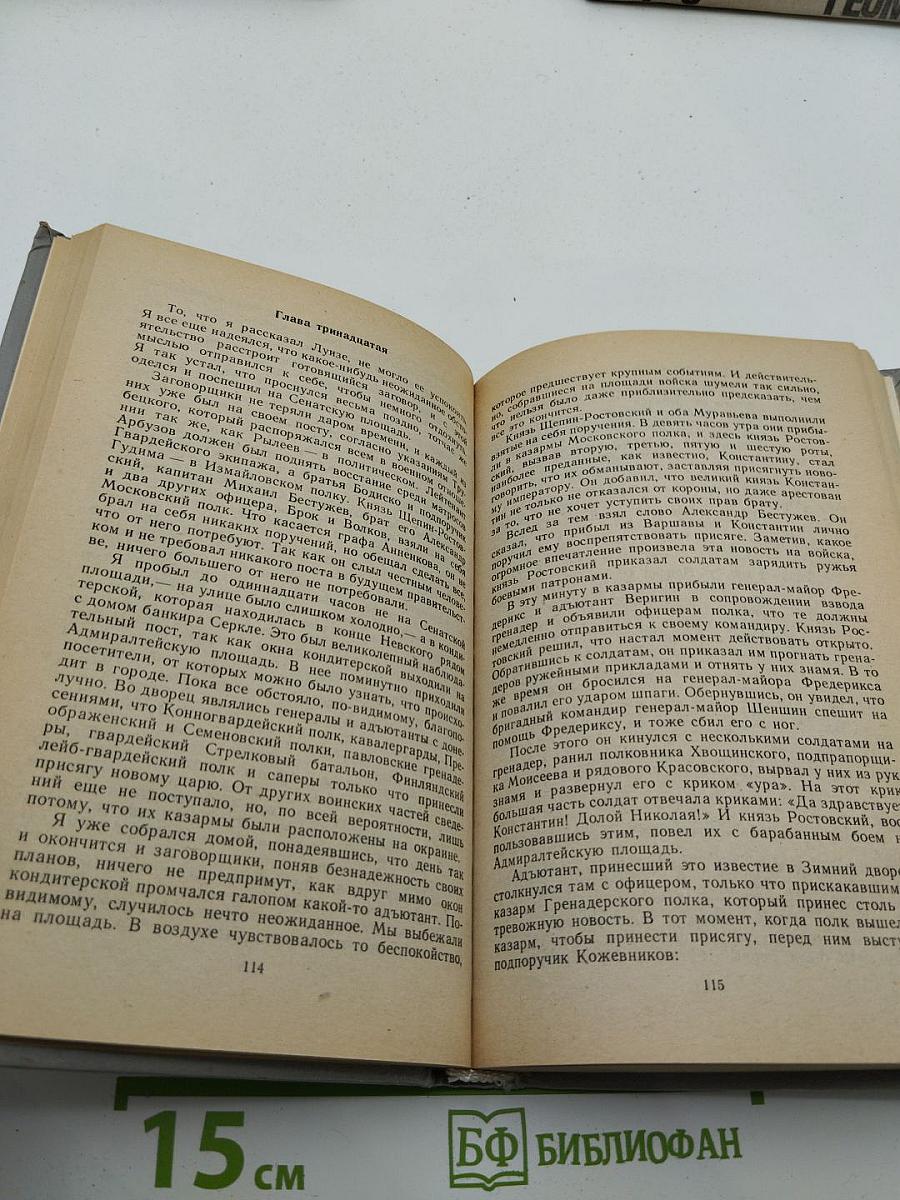 ГЕОМ
Глава тринадцатая
То, что я рассказал Луизе, не могло ее успокоить.
Я все еще надеялся, что какое-нибудь неожиданное обсто-
ятельство расстроит готовящийся заговор, и с этой
мыслью отправился к себе, чтобы немного отдохнуть.
Я так устал, что проснулся весьма поздно, тотчас же
оделся и поспешил на Сенатскую площадь.
Заговорщики не теряли даром времени, и каждый из
них уже был на своем посту, согласно указаниям Тру-
бецкого, который распоряжался всем в военном отноше-
нии так же, как Рылеев — в политическом. Лейтенант
Арбузов должен был поднять восстание среди матросов
Гвардейского экипажа, а братья Бодиско и подпоручик
Гудима — в Измайловском полку. Князь Щепин-Ростов-
ский, капитан Михаил Бестужев, брат его Александр
и два других офицера, Брок и Волков, взяли на себя
Московский полк. Что касается графа Анненкова, он не
брал на себя никаких поручений, но обещал сделать все,
что от него потребуют. Так как он слыл честным челове-
ком и не требовал никакого поста в будущем правительст-
ве, ничего большего от него не потребовали.
Я пробыл до одиннадцати часов не на Сенатской
площади,— на улице было слишком холодно,— а в конди-
терской, которая находилась в конце Невского рядом
с домом банкира Серкле. Это был великолепный наблюда-
тельный пост, так как окна кондитерской выходили на
Адмиралтейскую площадь. В нее поминутно приходили
посетители, от которых можно было узнать, что происхо-
дит в городе. Пока все обстояло, по-видимому, благопо-
лучно. Во дворец являлись генералы и адъютанты с доне-
сениями, что Конногвардейский полк, кавалергарды, Пре-
ображенский и Семеновский полки, павловские гренаде-
ры, гвардейский Стрелковый батальон, Финляндский
лейб-гвардейский полк и саперы только что принесли
присягу новому царю. От других воинских частей сведе-
ний еще не поступало, но, по всей вероятности, лишь
потому, что их казармы были расположены на окраине.
Я уже собрался домой, понадеявшись, что день так
и окончится и заговорщики, поняв безнадежность своих
планов, ничего не предпримут, как вдруг мимо окон
кондитерской промчался галопом какой-то адъютант. По-
видимому, случилось нечто неожиданное. Мы выбежали
на площадь. В воздухе чувствовалось то беспокойство,
114
которое предшествует крупным событиям. И действитель-
но, собравшиеся на площади войска шумели так сильно,
что нельзя было даже приблизительно предсказать, чем
все это кончится.
Князь Щепин-Ростовский и оба Муравьева выполнили
взятые на себя поручения. В девять часов утра они прибы-
ли в казармы Московского полка, и здесь князь Ростов-
ский, вызвав вторую, третью, пятую и шестую роты,
наиболее преданные, как известно, Константину, стал
говорить, что их обманывают, заставляя присягнуть ново-
му императору. Он добавил, что великий князь Констан-
тин не только не отказался от короны, но даже арестован
за то, что не хочет уступить своих прав брату.
Вслед за тем взял слово Александр Бестужев. Он
сказал, что прибыл из Варшавы и Константин лично
поручил ему воспрепятствовать присяге. Заметив, какое
огромное впечатление произвела эта новость на войска,
князь Ростовский приказал солдатам зарядить ружья
боевыми патронами.
В эту минуту в казармы прибыли генерал-майор Фре-
дерикс и адъютант Веригин в сопровождении взвода
гренадер и объявили офицерам полка, что те должны
немедленно отправиться к своему командиру. Князь Рос-
товский решил, что настал момент действовать открыто.
Обратившись к солдатам, он приказал им прогнать грена-
деров ружейными прикладами и отнять у них знамя. В то
же время он бросился на генерал-майора Фредерикса
и повалил его ударом шпаги. Обернувшись, он увидел, что
бригадный командир генерал-майор Шеншин спешит на
помощь Фредериксу, и тоже сбил его с ног.
После этого он кинулся с несколькими солдатами на
гренадер, ранил полковника Хвощинского, подпрапорщи-
ка Моисеева и рядового Красовского, вырвал у них из рук
знамя и развернул его с криком «ура». На этот крик
большая часть солдат отвечала криками: «Да здравствует
Константин! Долой Николая!» И князь Ростовский, вос
пользовавшись этим, повел их с барабанным боем н
Адмиралтейскую площадь.
Адъютант, принесший это известие в Зимний дворе
столкнулся там с офицером, только что прискакавшим
казарм Гренадерского полка, который принес столь
тревожную новость. В тот момент, когда полк вышел
казарм, чтобы принести присягу, перед ним высту
подпоручик Кожевников:
115
15 см
БФ БИБЛИОФАН